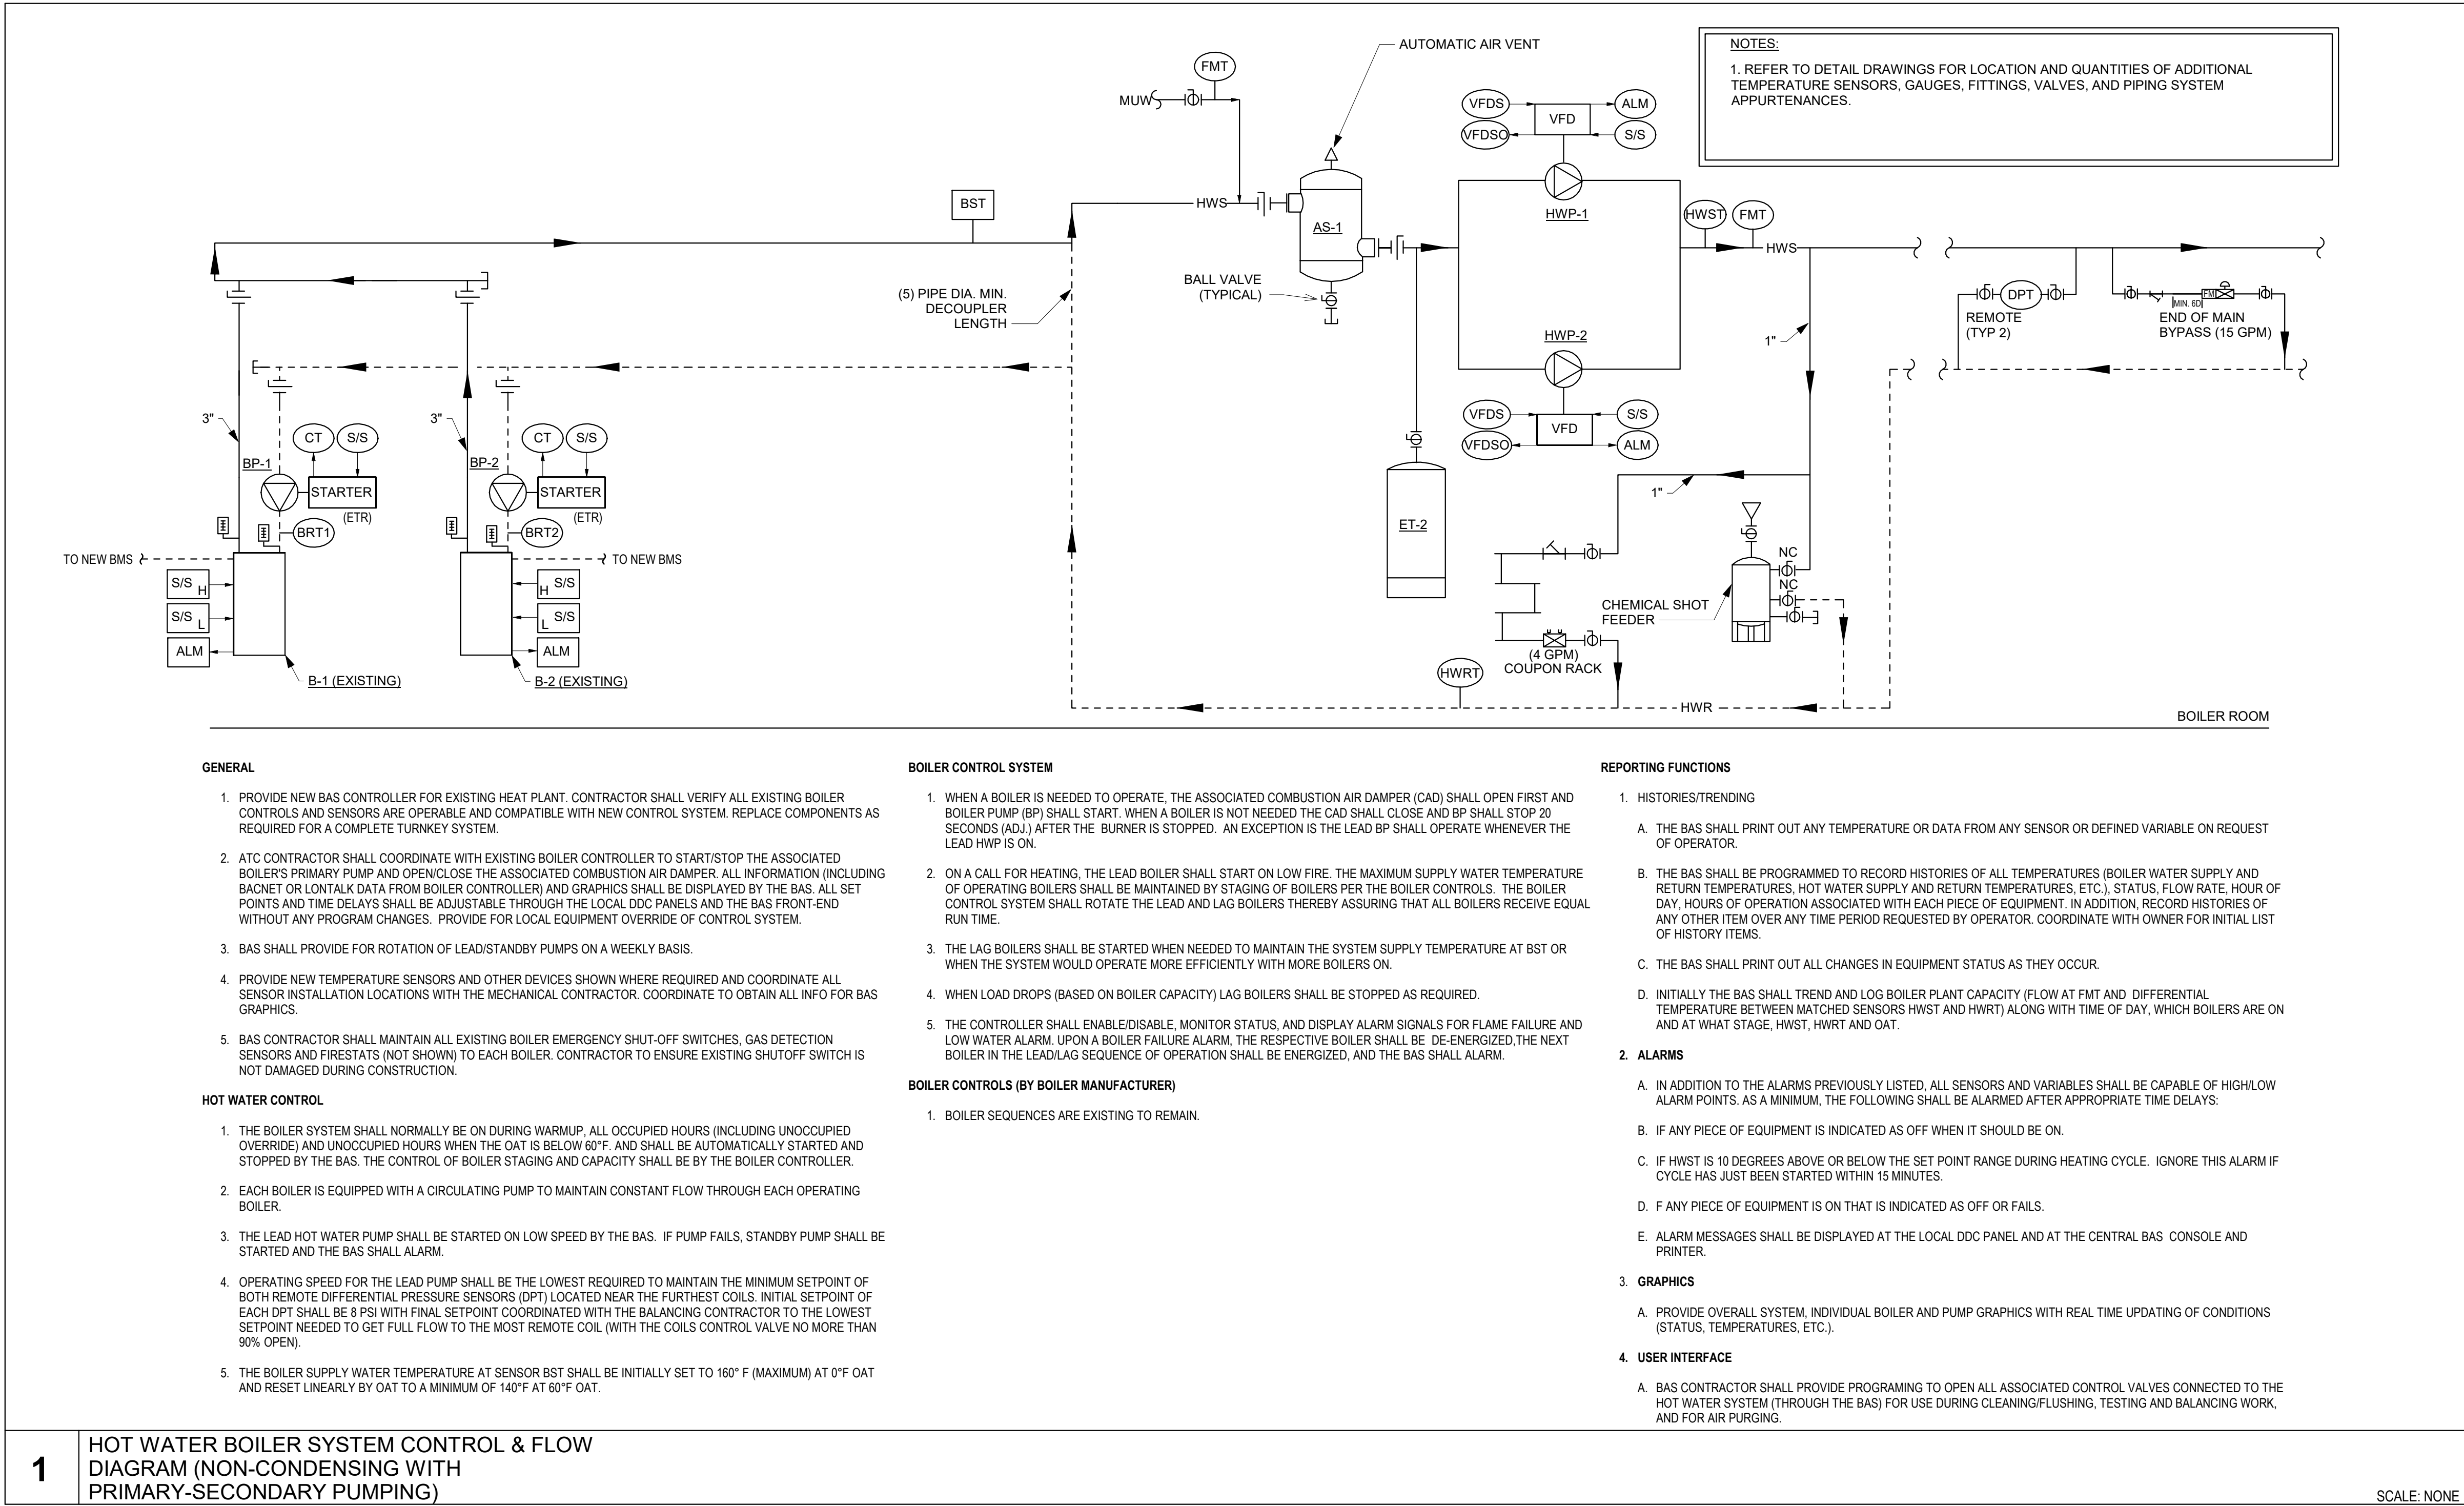 AUTOMATIC AIR VENT
NOTES:
1. REFER TO DETAIL DRAWINGS FOR LOCATION AND QUANTITIES OF ADDITIONAL
TEMPERATURE SENSORS, GAUGES, FITTINGS, VALVES, AND PIPING SYSTEM
APPURTENANCES.
FMT
MUW
VFDS
VFD
ALM
VFDSO
S/S
HWP-1
BST
HWS
AS-1
HWST
FMT
HWS
BALL VALVE
(TYPICAL)
(5) PIPE DIA. MIN.
DECOUPLER
LENGTH
DPT
REMOTE
(TYP 2)
MIN. 6D
FM
END OF MAIN
BYPASS (15 GPM)
HWP-2
1"
VFDS
VFD
S/S
VFDSO
ALM
3"
BP-1
CT
S/S
STARTER
(ETR)
BRT1
3"
BP-2
CT
S/S
STARTER
(ETR)
BRT2
1"
ET-2
TO NEW BMS
TO NEW BMS
S/S H
S/S L
ALM
B-1 (EXISTING)
H S/S
L S/S
ALM
B-2 (EXISTING)
NC
NC
CHEMICAL SHOT
FEEDER
(4 GPM)
COUPON RACK
HWRT
HWR
BOILER ROOM
GENERAL
1. PROVIDE NEW BAS CONTROLLER FOR EXISTING HEAT PLANT. CONTRACTOR SHALL VERIFY ALL EXISTING BOILER
CONTROLS AND SENSORS ARE OPERABLE AND COMPATIBLE WITH NEW CONTROL SYSTEM. REPLACE COMPONENTS AS
REQUIRED FOR A COMPLETE TURNKEY SYSTEM.
2. ATC CONTRACTOR SHALL COORDINATE WITH EXISTING BOILER CONTROLLER TO START/STOP THE ASSOCIATED
BOILER'S PRIMARY PUMP AND OPEN/CLOSE THE ASSOCIATED COMBUSTION AIR DAMPER. ALL INFORMATION (INCLUDING
BACNET OR LONTALK DATA FROM BOILER CONTROLLER) AND GRAPHICS SHALL BE DISPLAYED BY THE BAS. ALL SET
POINTS AND TIME DELAYS SHALL BE ADJUSTABLE THROUGH THE LOCAL DDC PANELS AND THE BAS FRONT-END
WITHOUT ANY PROGRAM CHANGES. PROVIDE FOR LOCAL EQUIPMENT OVERRIDE OF CONTROL SYSTEM.
3. BAS SHALL PROVIDE FOR ROTATION OF LEAD/STANDBY PUMPS ON A WEEKLY BASIS.
4. PROVIDE NEW TEMPERATURE SENSORS AND OTHER DEVICES SHOWN WHERE REQUIRED AND COORDINATE ALL
SENSOR INSTALLATION LOCATIONS WITH THE MECHANICAL CONTRACTOR. COORDINATE TO OBTAIN ALL INFO FOR BAS
GRAPHICS.
5. BAS CONTRACTOR SHALL MAINTAIN ALL EXISTING BOILER EMERGENCY SHUT-OFF SWITCHES, GAS DETECTION
SENSORS AND FIRESTATS (NOT SHOWN) TO EACH BOILER. CONTRACTOR TO ENSURE EXISTING SHUTOFF SWITCH IS
NOT DAMAGED DURING CONSTRUCTION.
HOT WATER CONTROL
1. THE BOILER SYSTEM SHALL NORMALLY BE ON DURING WARMUP, ALL OCCUPIED HOURS (INCLUDING UNOCCUPIED
OVERRIDE) AND UNOCCUPIED HOURS WHEN THE OAT IS BELOW 60°F. AND SHALL BE AUTOMATICALLY STARTED AND
STOPPED BY THE BAS. THE CONTROL OF BOILER STAGING AND CAPACITY SHALL BE BY THE BOILER CONTROLLER.
2. EACH BOILER IS EQUIPPED WITH A CIRCULATING PUMP TO MAINTAIN CONSTANT FLOW THROUGH EACH OPERATING
BOILER.
3. THE LEAD HOT WATER PUMP SHALL BE STARTED ON LOW SPEED BY THE BAS. IF PUMP FAILS, STANDBY PUMP SHALL BE
STARTED AND THE BAS SHALL ALARM.
4. OPERATING SPEED FOR THE LEAD PUMP SHALL BE THE LOWEST REQUIRED TO MAINTAIN THE MINIMUM SETPOINT OF
BOTH REMOTE DIFFERENTIAL PRESSURE SENSORS (DPT) LOCATED NEAR THE FURTHEST COILS. INITIAL SETPOINT OF
EACH DPT SHALL BE 8 PSI WITH FINAL SETPOINT COORDINATED WITH THE BALANCING CONTRACTOR TO THE LOWEST
SETPOINT NEEDED TO GET FULL FLOW TO THE MOST REMOTE COIL (WITH THE COILS CONTROL VALVE NO MORE THAN
90% OPEN).
5. THE BOILER SUPPLY WATER TEMPERATURE AT SENSOR BST SHALL BE INITIALLY SET TO 160° F (MAXIMUM) AT 0°F OAT
AND RESET LINEARLY BY OAT TO A MINIMUM OF 140°F AT 60°F OAT.
BOILER CONTROL SYSTEM
1. WHEN A BOILER IS NEEDED TO OPERATE, THE ASSOCIATED COMBUSTION AIR DAMPER (CAD) SHALL OPEN FIRST AND
BOILER PUMP (BP) SHALL START. WHEN A BOILER IS NOT NEEDED THE CAD SHALL CLOSE AND BP SHALL STOP 20
SECONDS (ADJ.) AFTER THE BURNER IS STOPPED. AN EXCEPTION IS THE LEAD BP SHALL OPERATE WHENEVER THE
LEAD HWP IS ON.
2. ON A CALL FOR HEATING, THE LEAD BOILER SHALL START ON LOW FIRE. THE MAXIMUM SUPPLY WATER TEMPERATURE
OF OPERATING BOILERS SHALL BE MAINTAINED BY STAGING OF BOILERS PER THE BOILER CONTROLS. THE BOILER
CONTROL SYSTEM SHALL ROTATE THE LEAD AND LAG BOILERS THEREBY ASSURING THAT ALL BOILERS RECEIVE EQUAL
RUN TIME.
3. THE LAG BOILERS SHALL BE STARTED WHEN NEEDED TO MAINTAIN THE SYSTEM SUPPLY TEMPERATURE AT BST OR
WHEN THE SYSTEM WOULD OPERATE MORE EFFICIENTLY WITH MORE BOILERS ON.
4. WHEN LOAD DROPS (BASED ON BOILER CAPACITY) LAG BOILERS SHALL BE STOPPED AS REQUIRED.
5. THE CONTROLLER SHALL ENABLE/DISABLE, MONITOR STATUS, AND DISPLAY ALARM SIGNALS FOR FLAME FAILURE AND
LOW WATER ALARM. UPON A BOILER FAILURE ALARM, THE RESPECTIVE BOILER SHALL BE DE-ENERGIZED,THE NEXT
BOILER IN THE LEAD/LAG SEQUENCE OF OPERATION SHALL BE ENERGIZED, AND THE BAS SHALL ALARM.
BOILER CONTROLS (BY BOILER MANUFACTURER)
1. BOILER SEQUENCES ARE EXISTING TO REMAIN.
REPORTING FUNCTIONS
1. HISTORIES/TRENDING
A. THE BAS SHALL PRINT OUT ANY TEMPERATURE OR DATA FROM ANY SENSOR OR DEFINED VARIABLE ON REQUEST
OF OPERATOR.
B. THE BAS SHALL BE PROGRAMMED TO RECORD HISTORIES OF ALL TEMPERATURES (BOILER WATER SUPPLY AND
RETURN TEMPERATURES, HOT WATER SUPPLY AND RETURN TEMPERATURES, ETC.), STATUS, FLOW RATE, HOUR OF
DAY, HOURS OF OPERATION ASSOCIATED WITH EACH PIECE OF EQUIPMENT. IN ADDITION, RECORD HISTORIES OF
ANY OTHER ITEM OVER ANY TIME PERIOD REQUESTED BY OPERATOR. COORDINATE WITH OWNER FOR INITIAL LIST
OF HISTORY ITEMS.
C. THE BAS SHALL PRINT OUT ALL CHANGES IN EQUIPMENT STATUS AS THEY OCCUR.
D. INITIALLY THE BAS SHALL TREND AND LOG BOILER PLANT CAPACITY (FLOW AT FMT AND DIFFERENTIAL
TEMPERATURE BETWEEN MATCHED SENSORS HWST AND HWRT) ALONG WITH TIME OF DAY, WHICH BOILERS ARE ON
AND AT WHAT STAGE, HWST, HWRT AND OAT.
2. ALARMS
A. IN ADDITION TO THE ALARMS PREVIOUSLY LISTED, ALL SENSORS AND VARIABLES SHALL BE CAPABLE OF HIGH/LOW
ALARM POINTS. AS A MINIMUM, THE FOLLOWING SHALL BE ALARMED AFTER APPROPRIATE TIME DELAYS:
B. IF ANY PIECE OF EQUIPMENT IS INDICATED AS OFF WHEN IT SHOULD BE ON.
C. IF HWST IS 10 DEGREES ABOVE OR BELOW THE SET POINT RANGE DURING HEATING CYCLE. IGNORE THIS ALARM IF
CYCLE HAS JUST BEEN STARTED WITHIN 15 MINUTES.
D. F ANY PIECE OF EQUIPMENT IS ON THAT IS INDICATED AS OFF OR FAILS.
E. ALARM MESSAGES SHALL BE DISPLAYED AT THE LOCAL DDC PANEL AND AT THE CENTRAL BAS CONSOLE AND
PRINTER.
3. GRAPHICS
A. PROVIDE OVERALL SYSTEM, INDIVIDUAL BOILER AND PUMP GRAPHICS WITH REAL TIME UPDATING OF CONDITIONS
(STATUS, TEMPERATURES, ETC.).
4. USER INTERFACE
A. BAS CONTRACTOR SHALL PROVIDE PROGRAMING TO OPEN ALL ASSOCIATED CONTROL VALVES CONNECTED TO THE
HOT WATER SYSTEM (THROUGH THE BAS) FOR USE DURING CLEANING/FLUSHING, TESTING AND BALANCING WORK,
AND FOR AIR PURGING.
1
HOT WATER BOILER SYSTEM CONTROL & FLOW
DIAGRAM (NON-CONDENSING WITH
PRIMARY-SECONDARY PUMPING)
SCALE: NONE